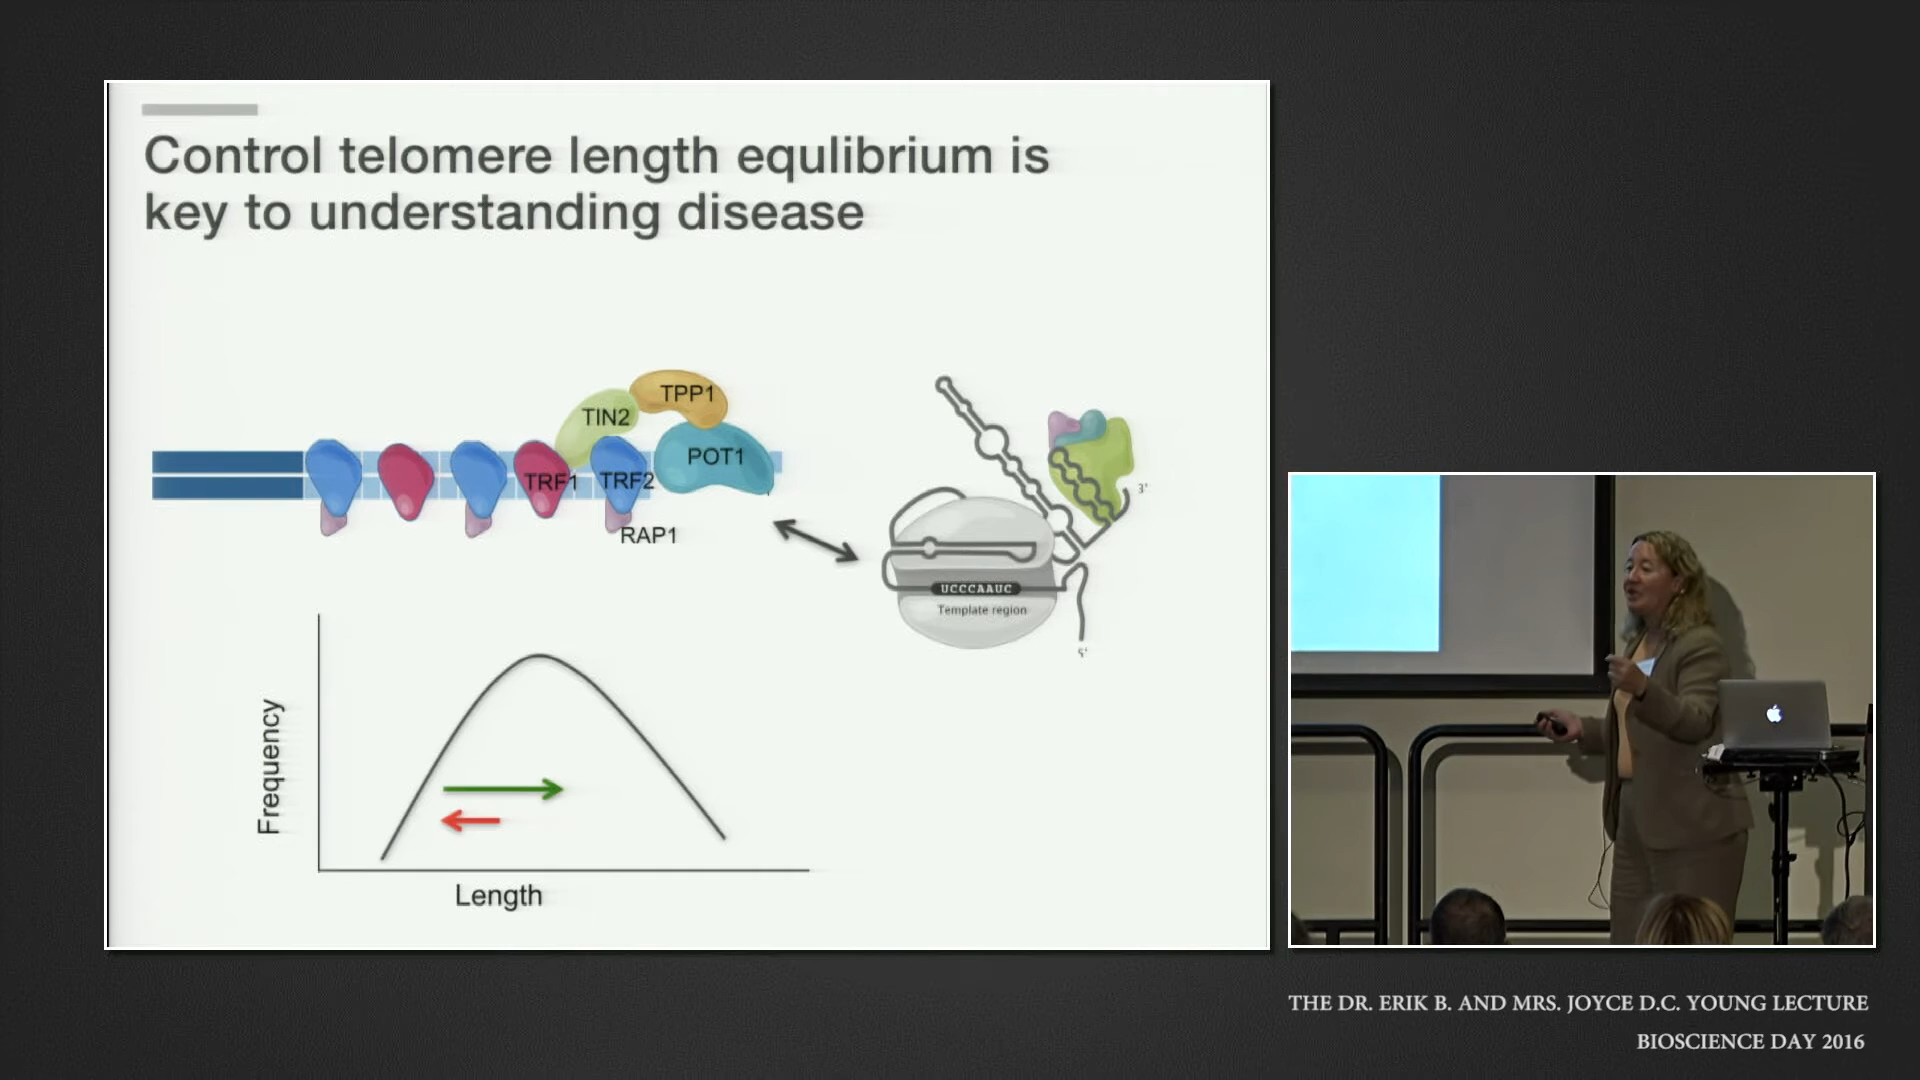 Control telomere length equlibrium is
key to understanding disease
TPP1
TIN2
POT1
TRF1
TRF2
RAP1
3'
UCCCAAUC
Template region
5'
Frequency
Length
THE DR. ERIK B. AND MRS. JOYCE D.C. YOUNG LECTURE
BIOSCIENCE DAY 2016